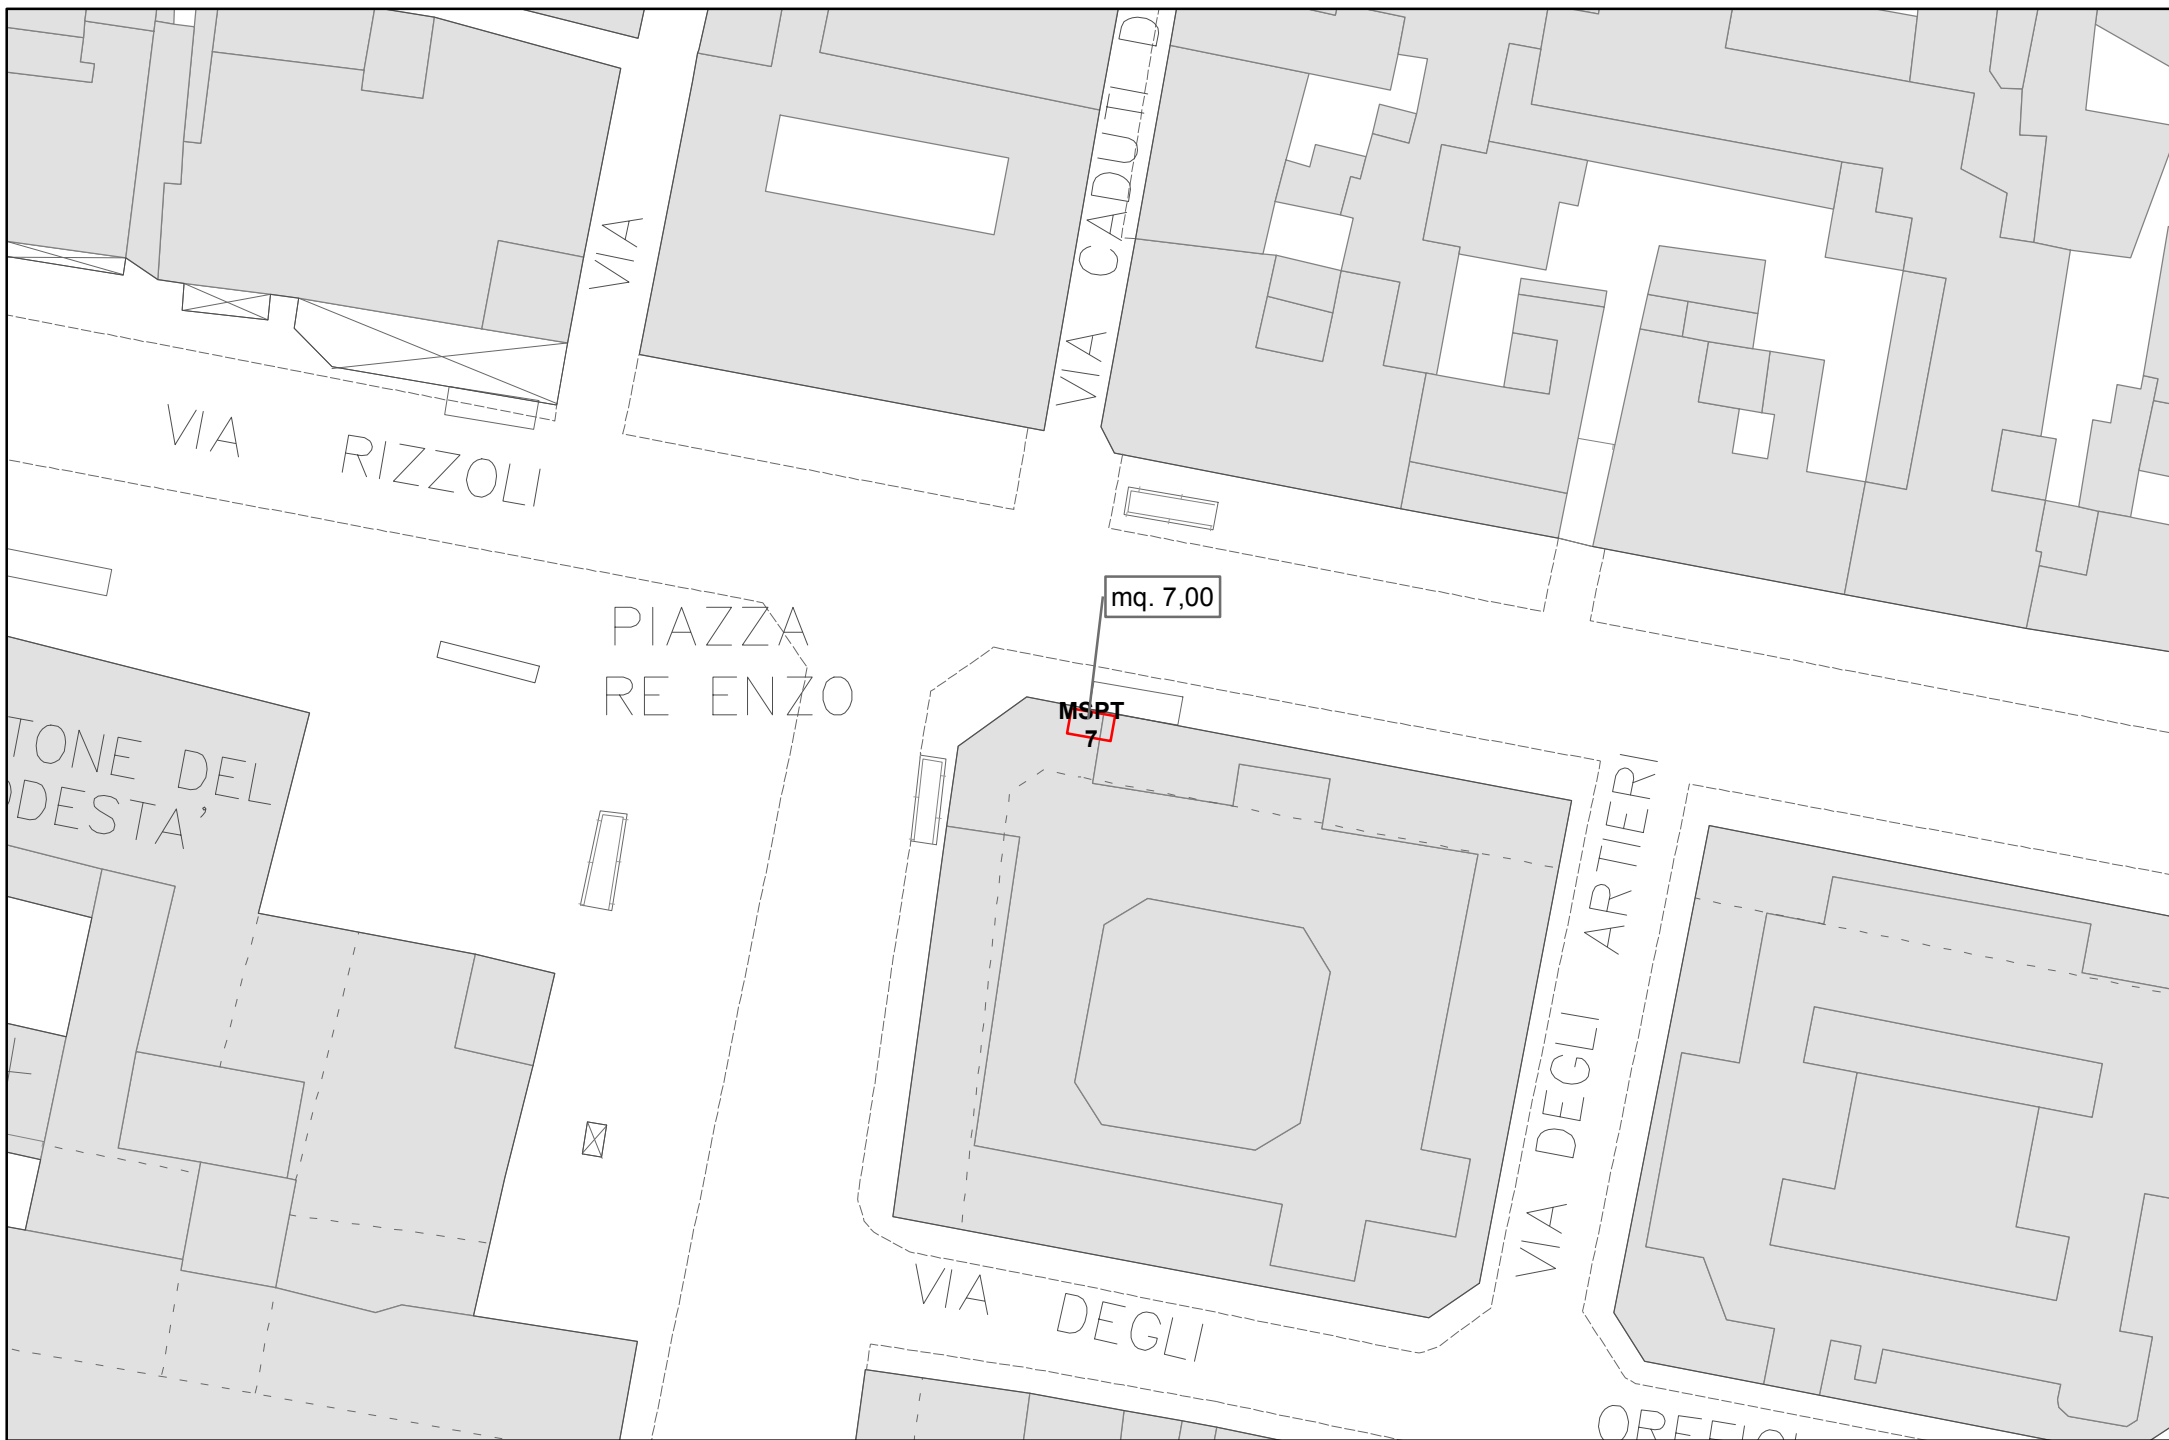 VIA CADUTI D
VIA
VIA RIZZOLI
mq. 7,00
PIAZZA
RE ENZO
MSPT
7
TONE DEL
ODESTA'
VIA DEGLI ARTIERI
VIA DEGLI